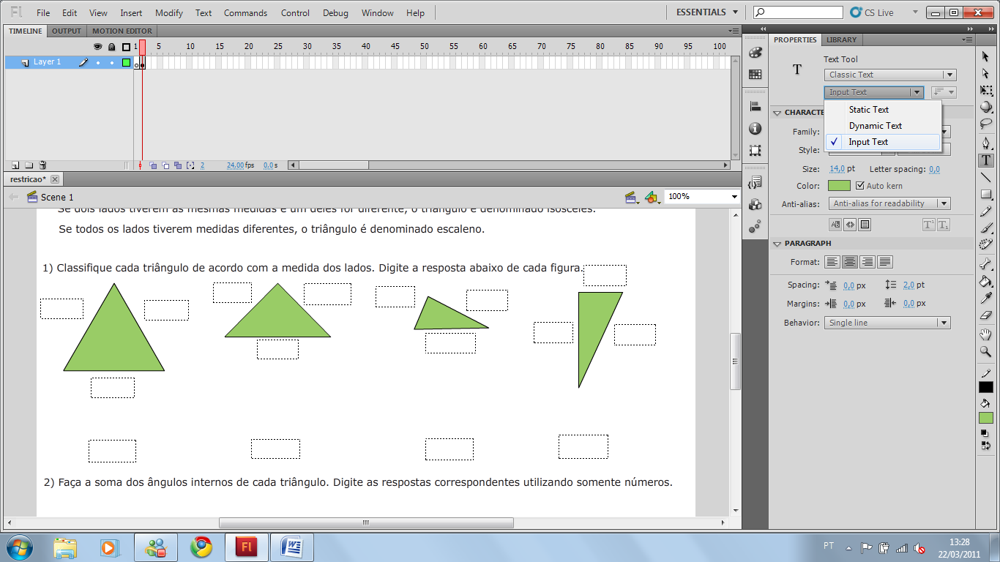 Fl File Edit View Insert Modify Text Commands Control Debug Window Help ESSENTIALS CS Live
TIMELINE OUTPUT MOTION EDITOR
1 5 10 15 20 25 30 35 40 45 50 55 60 65 70 75 80 85 90 95 100
Layer 1
2 24,00 fps 0,0 s
restricao*
Scene 1
100%
Se dois lados tiverem as mesmas medidas e um deles for diferente, o triângulo é denominado isósceles.
Se todos os lados tiverem medidas diferentes, o triângulo é denominado escaleno.
1) Classifique cada triângulo de acordo com a medida dos lados. Digite a resposta abaixo de cada figura.
2) Faça a soma dos ângulos internos de cada triângulo. Digite as respostas correspondentes utilizando somente números.
PROPERTIES LIBRARY
T Text Tool
Classic Text
Input Text
Static Text
Dynamic Text
Input Text
CHARACTE
Family:
Style:
Size: 14,0 pt Letter spacing: 0,0
Color: Auto kern
Anti-alias: Anti-alias for readability
PARAGRAPH
Format:
Spacing: 0,0 px 2,0 pt
Margins: 0,0 px 0,0 px
Behavior: Single line
Fl
PT
13:28
22/03/2011